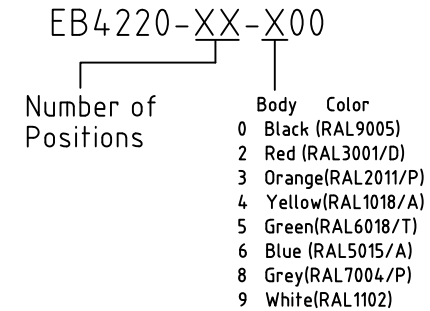 EB4220-XX-X00
Number of
Positions
Body Color
0 Black (RAL9005)
2 Red (RAL3001/D)
3 Orange(RAL2011/P)
4 Yellow(RAL1018/A)
5 Green(RAL6018/T)
6 Blue (RAL5015/A)
8 Grey(RAL7004/P)
9 White(RAL1102)